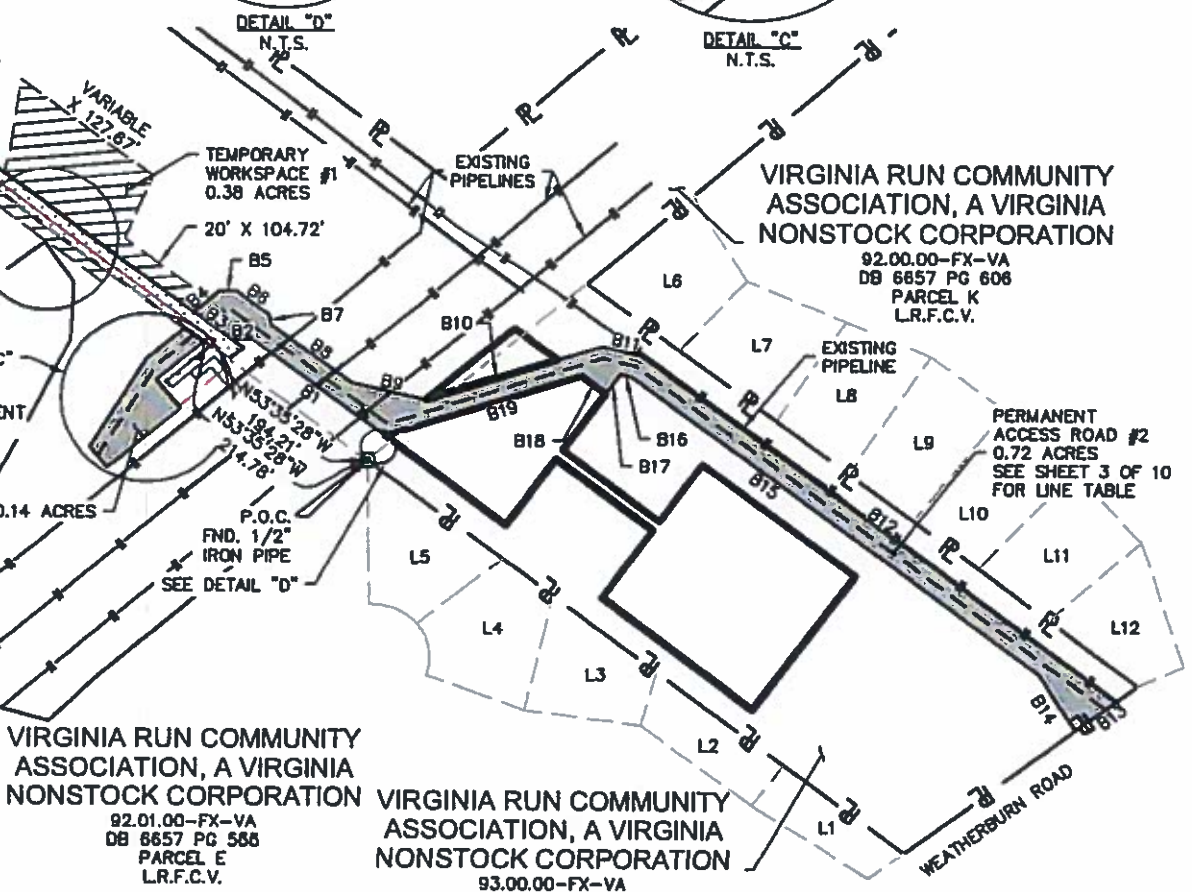 DETAIL "D"
N.T.S.
DETAIL "C"
N.T.S.
VARIABLE
X 127.67'
TEMPORARY
WORKSPACE #1
0.38 ACRES
20' X 104.72'
EXISTING
PIPELINES
VIRGINIA RUN COMMUNITY
ASSOCIATION, A VIRGINIA
NONSTOCK CORPORATION
92.00.00-FX-VA
DB 6657 PG 606
PARCEL K
L.R.F.C.V.
B5
B6
B7
B3
B2
B8
B1
B9
B10
B11
B19
B18
B16
B17
B15
B12
B14
B13
L6
L7
L8
L9
L10
L11
L12
EXISTING
PIPELINE
PERMANENT
ACCESS ROAD #2
0.72 ACRES
SEE SHEET 3 OF 10
FOR LINE TABLE
N53°35'28"W
194.21'
N53°35'28"W
214.78'
0.14 ACRES
P.O.C.
FND. 1/2"
IRON PIPE
SEE DETAIL "D"
L5
L4
L3
L2
L1
WEATHERBURN ROAD
VIRGINIA RUN COMMUNITY
ASSOCIATION, A VIRGINIA
NONSTOCK CORPORATION
92.01.00-FX-VA
DB 6657 PG 566
PARCEL E
L.R.F.C.V.
VIRGINIA RUN COMMUNITY
ASSOCIATION, A VIRGINIA
NONSTOCK CORPORATION
93.00.00-FX-VA